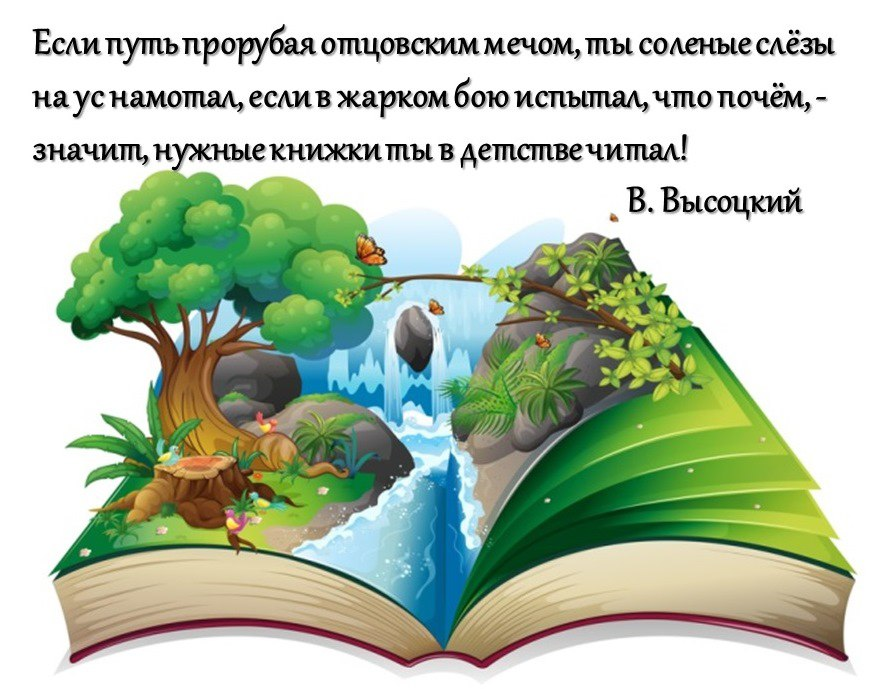 Если путь прорубая отцовским мечом, ты соленые слёзы
на ус намотал, если в жарком бою испытал, что почём, -
значит, нужные книжки ты в детстве читал!
В. Высоцкий